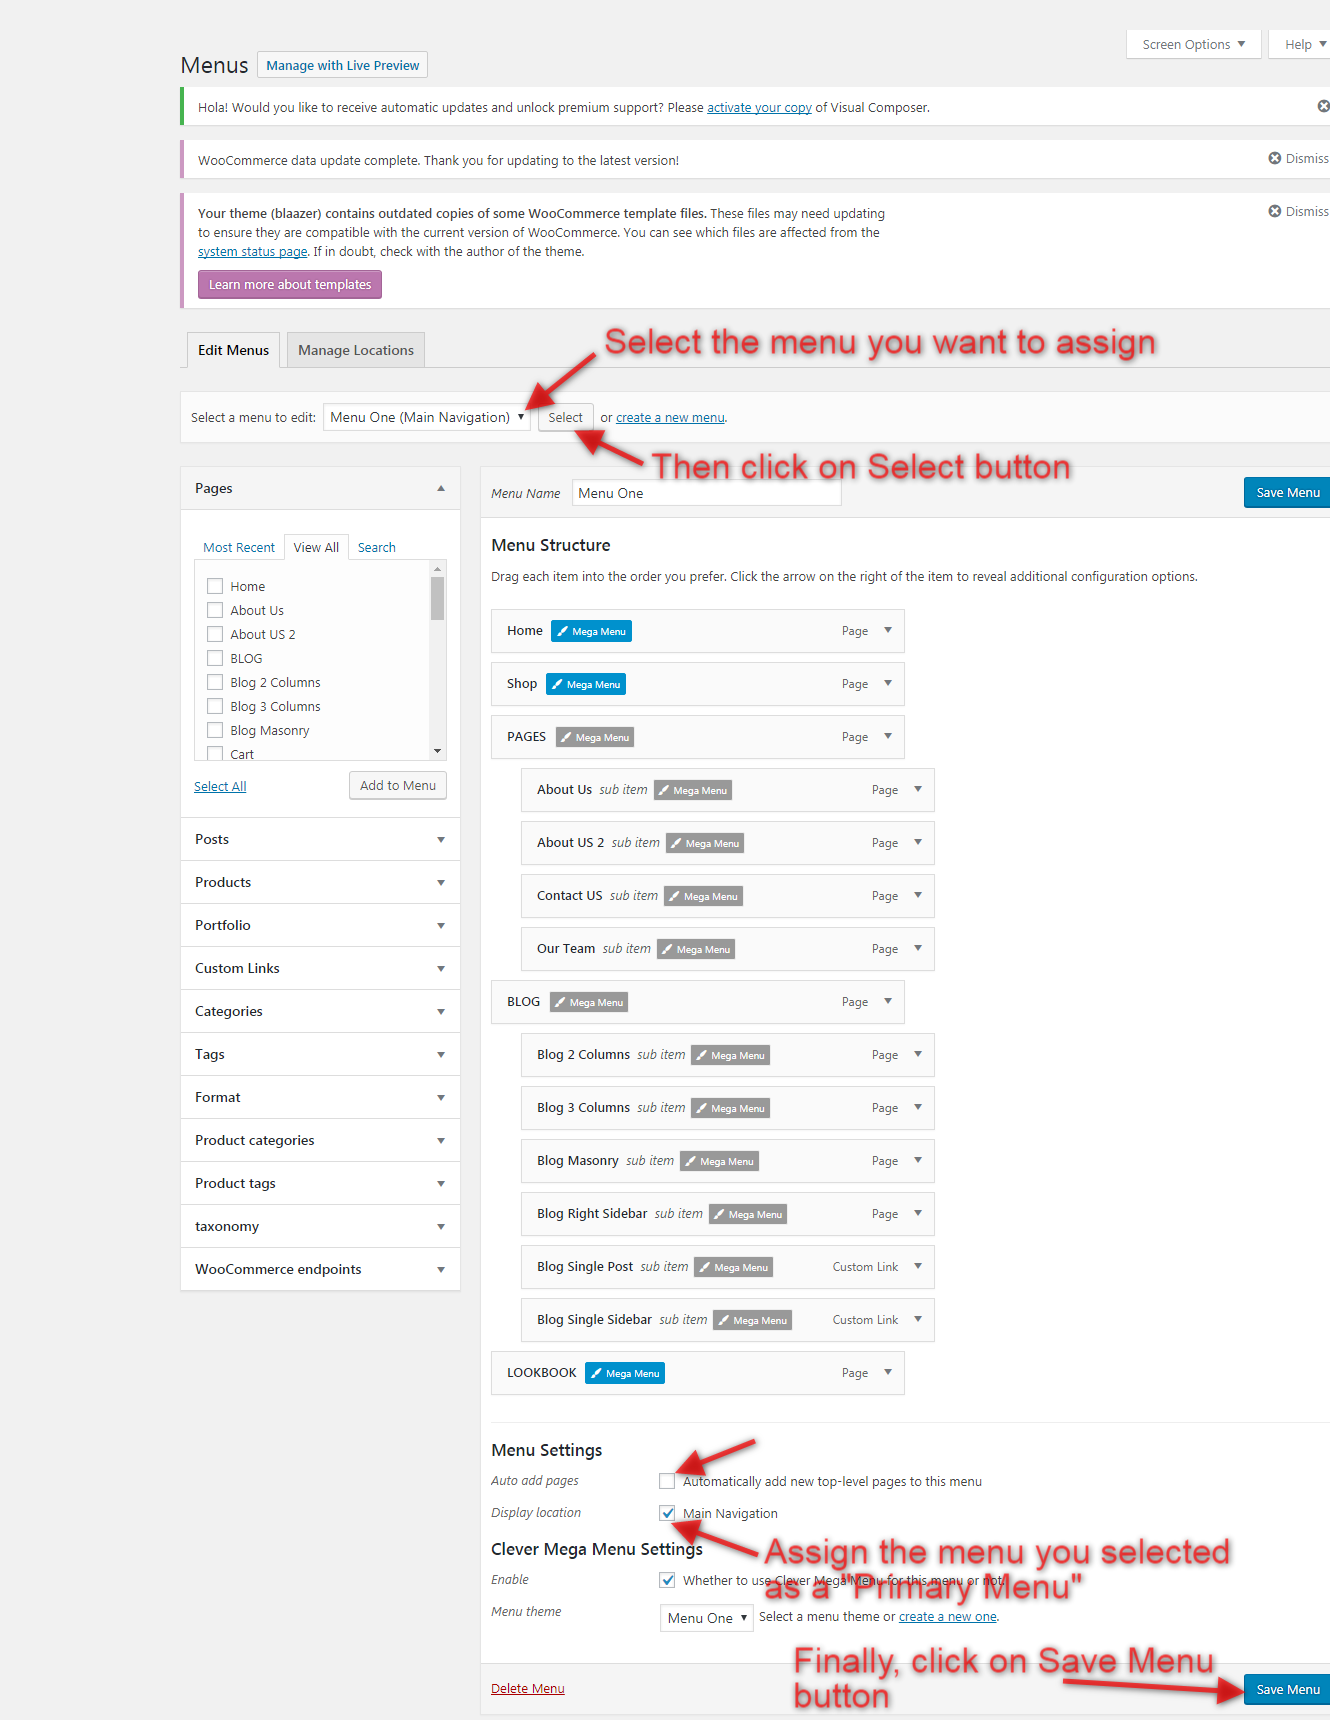 Screen Options Help
Menus Manage with Live Preview
Hola! Would you like to receive automatic updates and unlock premium support? Please activate your copy of Visual Composer.
WooCommerce data update complete. Thank you for updating to the latest version! Dismiss
Your theme (blaazer) contains outdated copies of some WooCommerce template files. These files may need updating Dismiss
to ensure they are compatible with the current version of WooCommerce. You can see which files are affected from the
system status page. If in doubt, check with the author of the theme.
Learn more about templates
Select the menu you want to assign
Edit Menus Manage Locations
Select a menu to edit: Menu One (Main Navigation) Select or create a new menu.
Then click on Select button
Pages
Most Recent View All Search
Home
About Us
About US 2
BLOG
Blog 2 Columns
Blog 3 Columns
Blog Masonry
Cart
Select All Add to Menu
Posts
Products
Portfolio
Custom Links
Categories
Tags
Format
Product categories
Product tags
taxonomy
WooCommerce endpoints
Menu Name Menu One Save Menu
Menu Structure
Drag each item into the order you prefer. Click the arrow on the right of the item to reveal additional configuration options.
Home Mega Menu Page
Shop Mega Menu Page
PAGES Mega Menu Page
About Us sub item Mega Menu Page
About US 2 sub item Mega Menu Page
Contact US sub item Mega Menu Page
Our Team sub item Mega Menu Page
BLOG Mega Menu Page
Blog 2 Columns sub item Mega Menu Page
Blog 3 Columns sub item Mega Menu Page
Blog Masonry sub item Mega Menu Page
Blog Right Sidebar sub item Mega Menu Page
Blog Single Post sub item Mega Menu Custom Link
Blog Single Sidebar sub item Mega Menu Custom Link
LOOKBOOK Mega Menu Page
Menu Settings
Auto add pages Automatically add new top-level pages to this menu
Display location Main Navigation
Assign the menu you selected
as a "Primary Menu"
Clever Mega Menu Settings
Enable Whether to use Clever Mega Menu for this menu or not.
Menu theme Menu One Select a menu theme or create a new one.
Finally, click on Save Menu
button
Delete Menu Save Menu